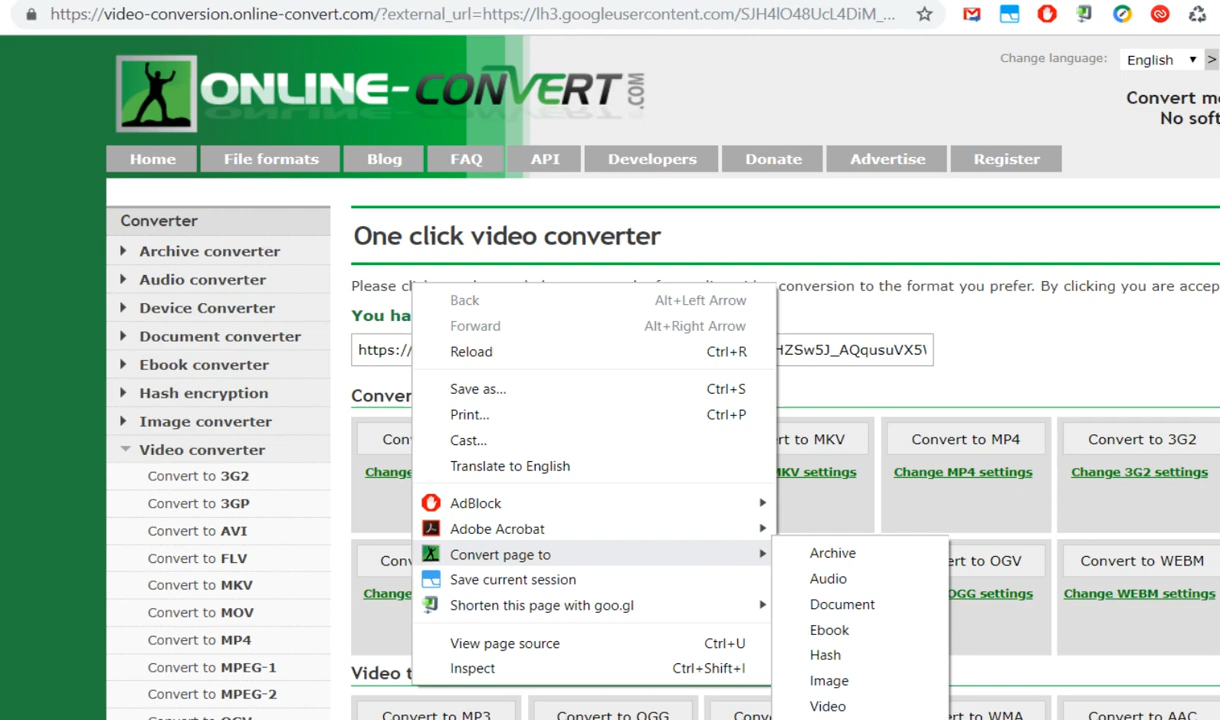 https://video-conversion.online-convert.com/?external_url=https://lh3.googleusercontent.com/SJH4lO48UcL4DiM_...
ONLINE-CONVERT.COM
Change language:
English
>
Convert me
No soft
Home
File formats
Blog
FAQ
API
Developers
Donate
Advertise
Register
Converter
Archive converter
Audio converter
Device Converter
Document converter
Ebook converter
Hash encryption
Image converter
Video converter
Convert to 3G2
Convert to 3GP
Convert to AVI
Convert to FLV
Convert to MKV
Convert to MOV
Convert to MP4
Convert to MPEG-1
Convert to MPEG-2
One click video converter
Please cl
conversion to the format you prefer. By clicking you are accep
You ha
https://
HZSw5J_AQqusuVX5\
Conver
Con
rt to MKV
Convert to MP4
Convert to 3G2
Change
MKV settings
Change MP4 settings
Change 3G2 settings
Con
ert to OGV
Convert to WEBM
Change
OGG settings
Change WEBM settings
Video t
Convert to MP3
Convert to OGG
Conv
rt to WMA
Convert to AAC
Back Alt+Left Arrow
Forward Alt+Right Arrow
Reload Ctrl+R
Save as... Ctrl+S
Print... Ctrl+P
Cast...
Translate to English
AdBlock
Adobe Acrobat
Convert page to
Save current session
Shorten this page with goo.gl
View page source Ctrl+U
Inspect Ctrl+Shift+I
Archive
Audio
Document
Ebook
Hash
Image
Video